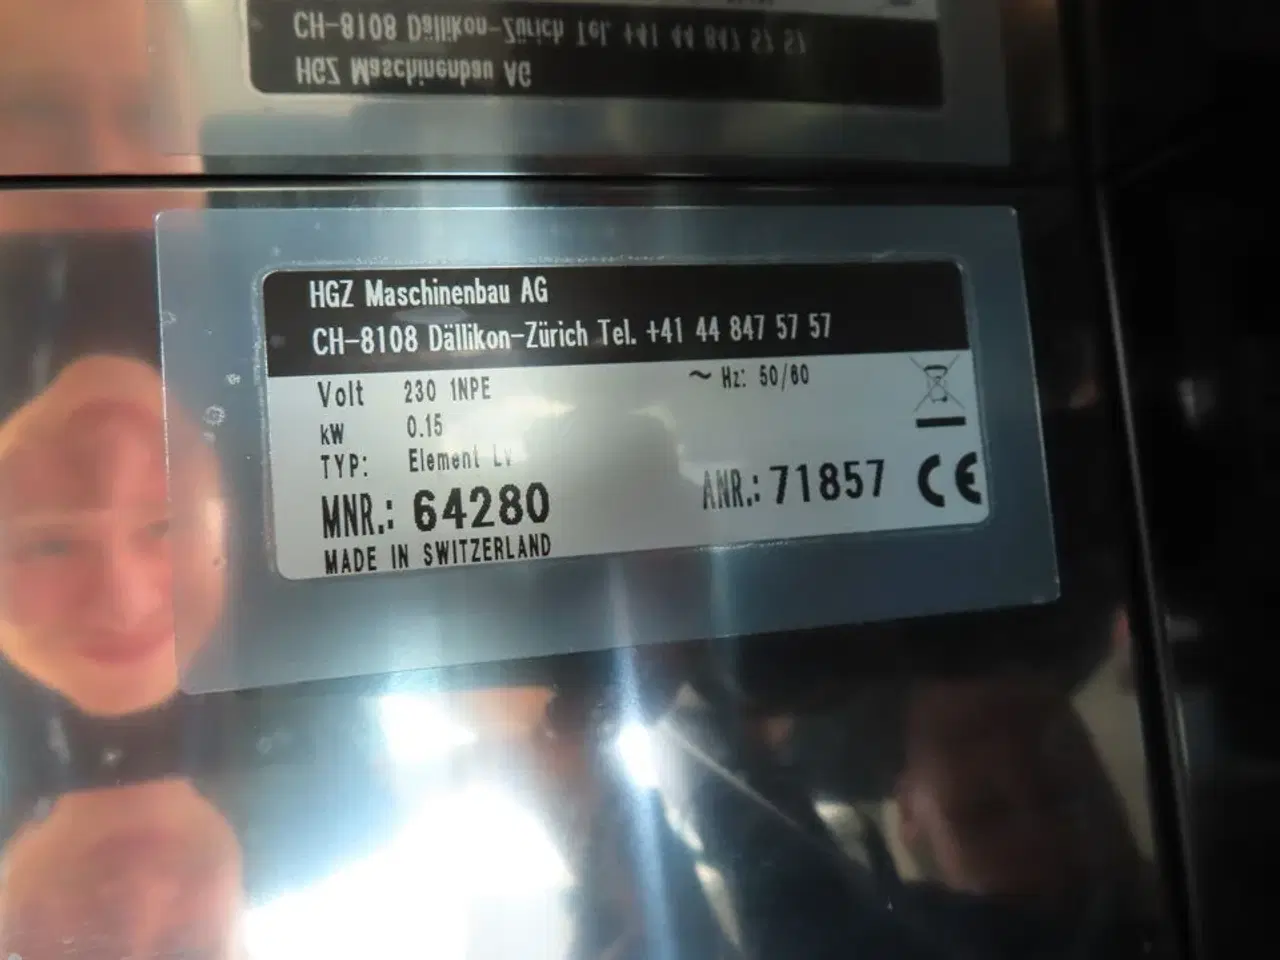 HGZ Maschinenbau AG
CH-8108 Dällikon-Zürich Tel. +41 44 847 57 57
Volt 230 1NPE ~ Hz: 50/60
kW 0.15
TYP: Element
MNR.: 64280 ANR.: 71857 CE
MADE IN SWITZERLAND